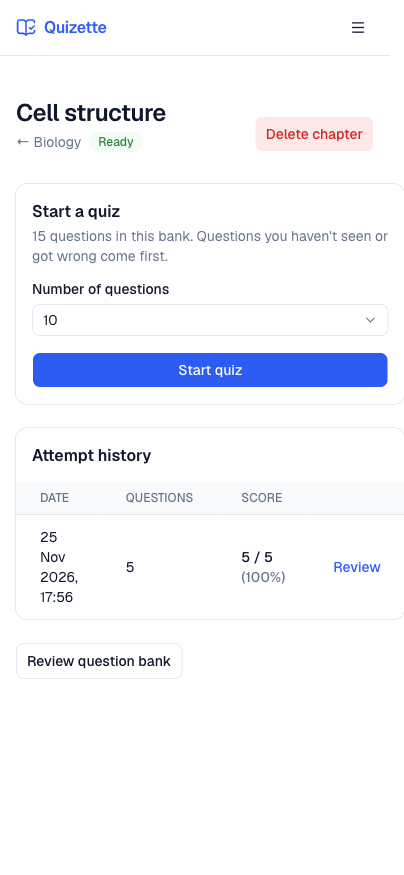 Quizette
Cell structure
← Biology Ready
Delete chapter
Start a quiz
15 questions in this bank. Questions you haven't seen or
got wrong come first.
Number of questions
10
Start quiz
Attempt history
DATE QUESTIONS SCORE
25
Nov
2026,
17:56
5
5 / 5
(100%)
Review
Review question bank